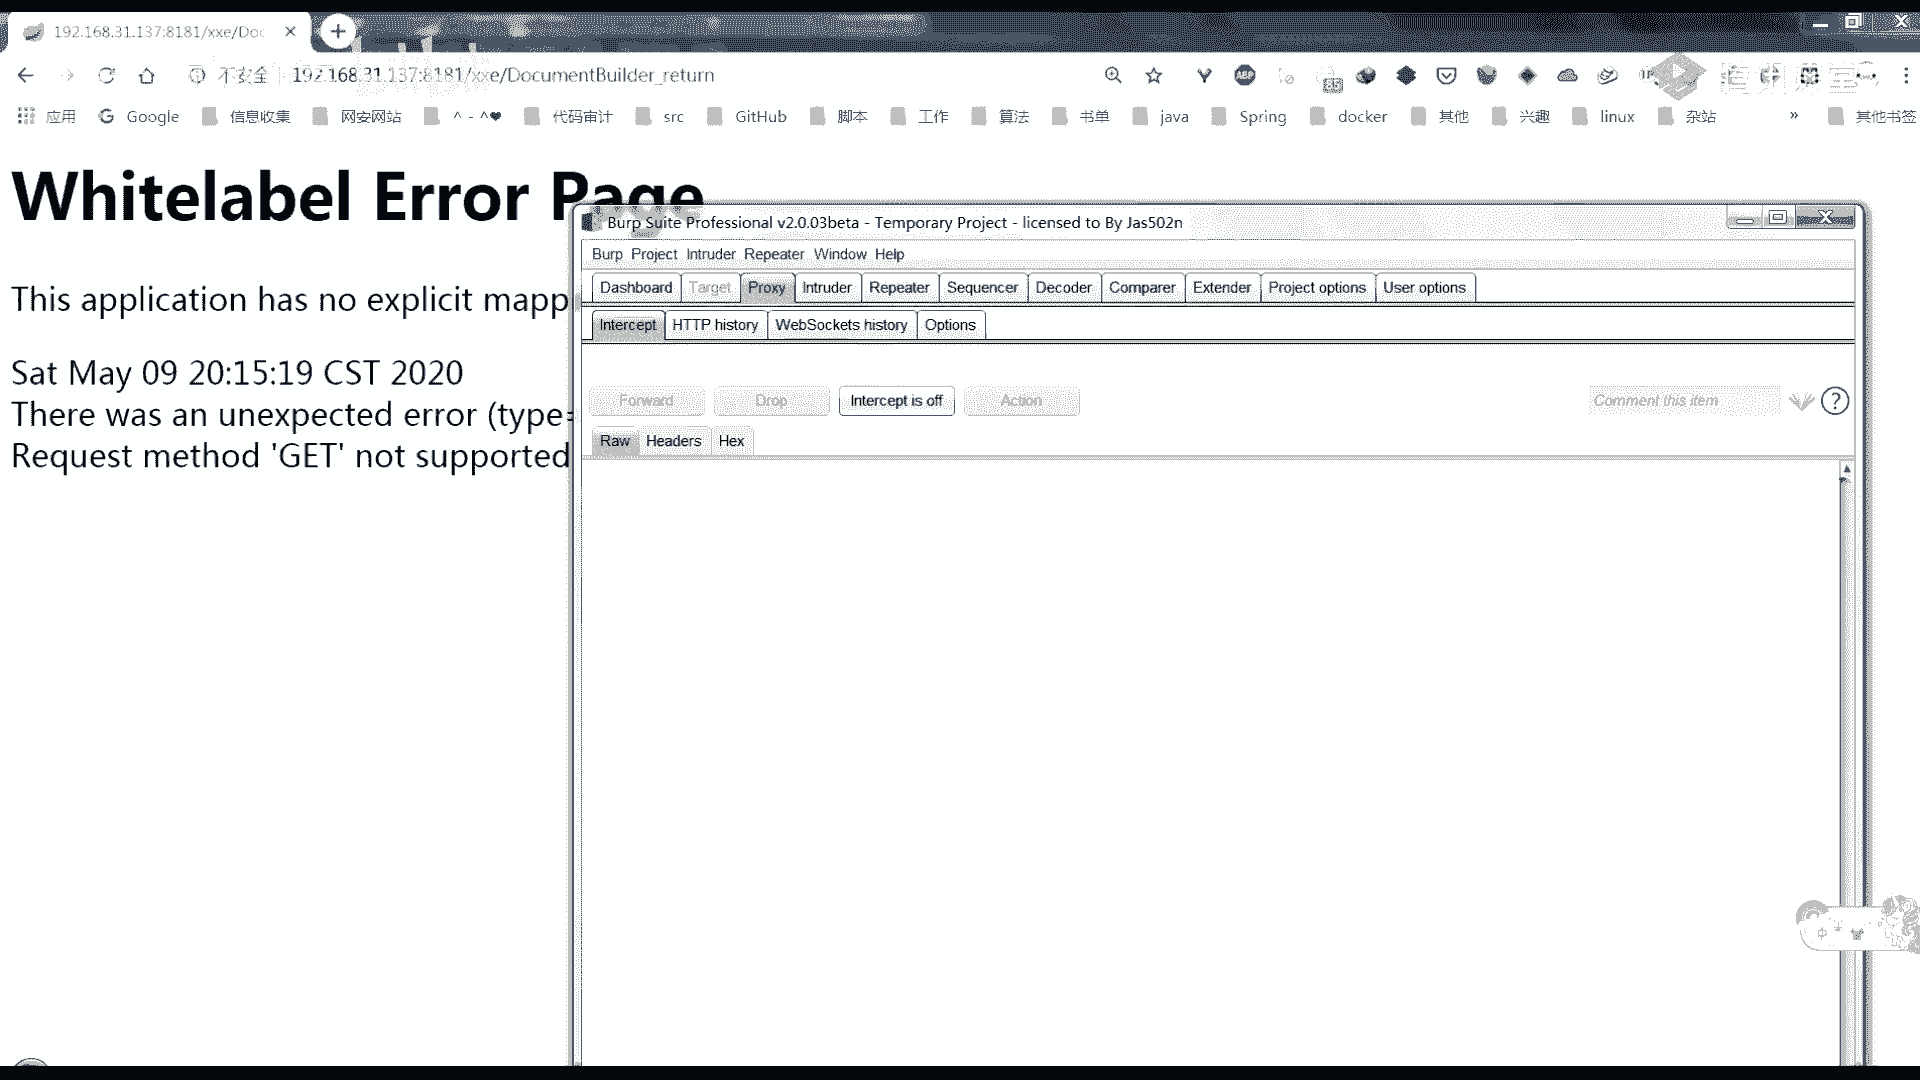 192.168.31.137:8181/xxe/Doc
不安全 192.168.31.137:8181/xxe/DocumentBuilder_return
应用 Google 信息收集 网安网站 ^ - ^♥ 代码审计 src GitHub 脚本 工作 算法 书单 java Spring docker 其他 兴趣 linux 杂站 » 其他书签
Whitelabel Error Page
This application has no explicit mapp
Sat May 09 20:15:19 CST 2020
There was an unexpected error (type=
Request method 'GET' not supported
Burp Suite Professional v2.0.03beta - Temporary Project - licensed to By Jas502n
Burp Project Intruder Repeater Window Help
Dashboard Target Proxy Intruder Repeater Sequencer Decoder Comparer Extender Project options User options
Intercept HTTP history WebSockets history Options
Forward Drop Intercept is off Action Comment this item ?
Raw Headers Hex